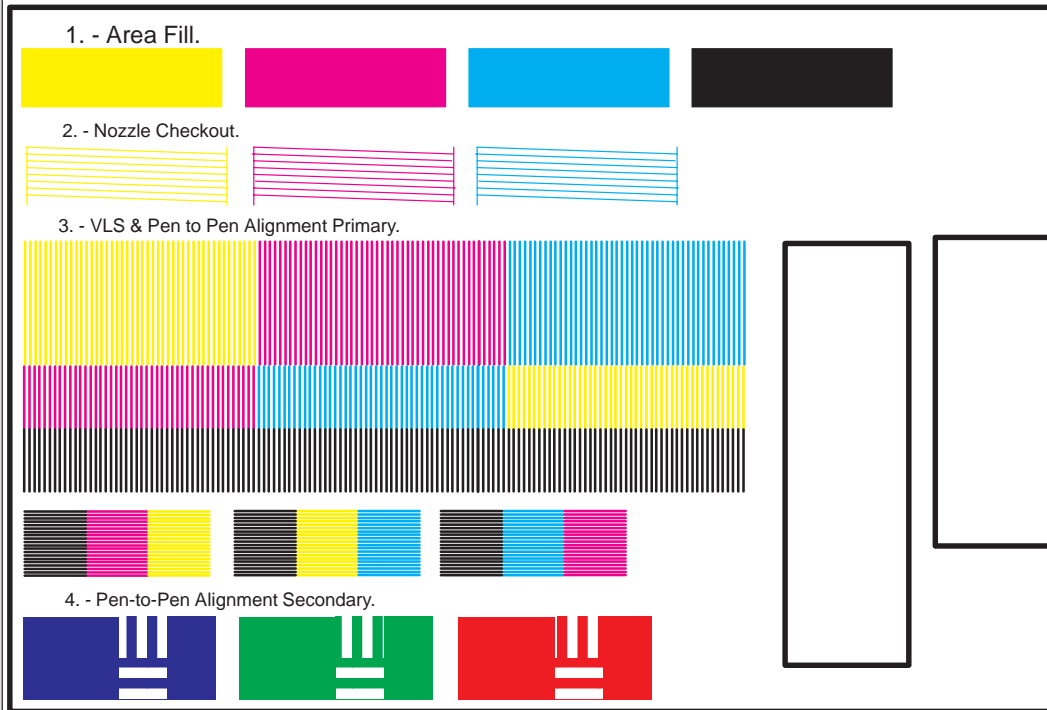 1. - Area Fill.
2. - Nozzle Checkout.
3. - VLS & Pen to Pen Alignment Primary.
4. - Pen-to-Pen Alignment Secondary.